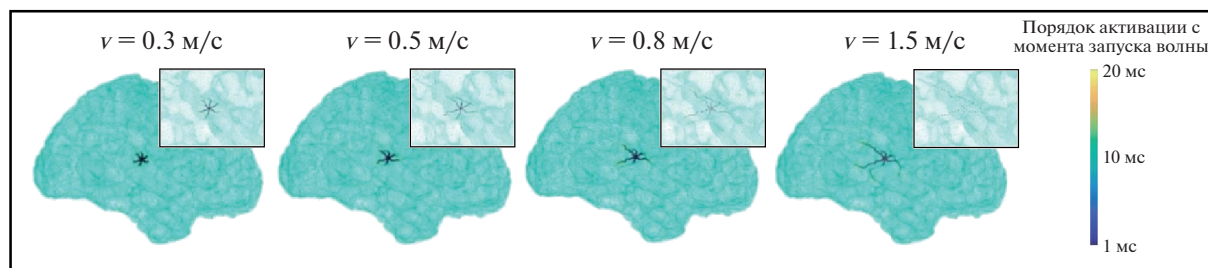 v = 0.3 м/с
v = 0.5 м/с
v = 0.8 м/с
v = 1.5 м/с
Порядок активации с
момента запуска волны
20 мс
10 мс
1 мс